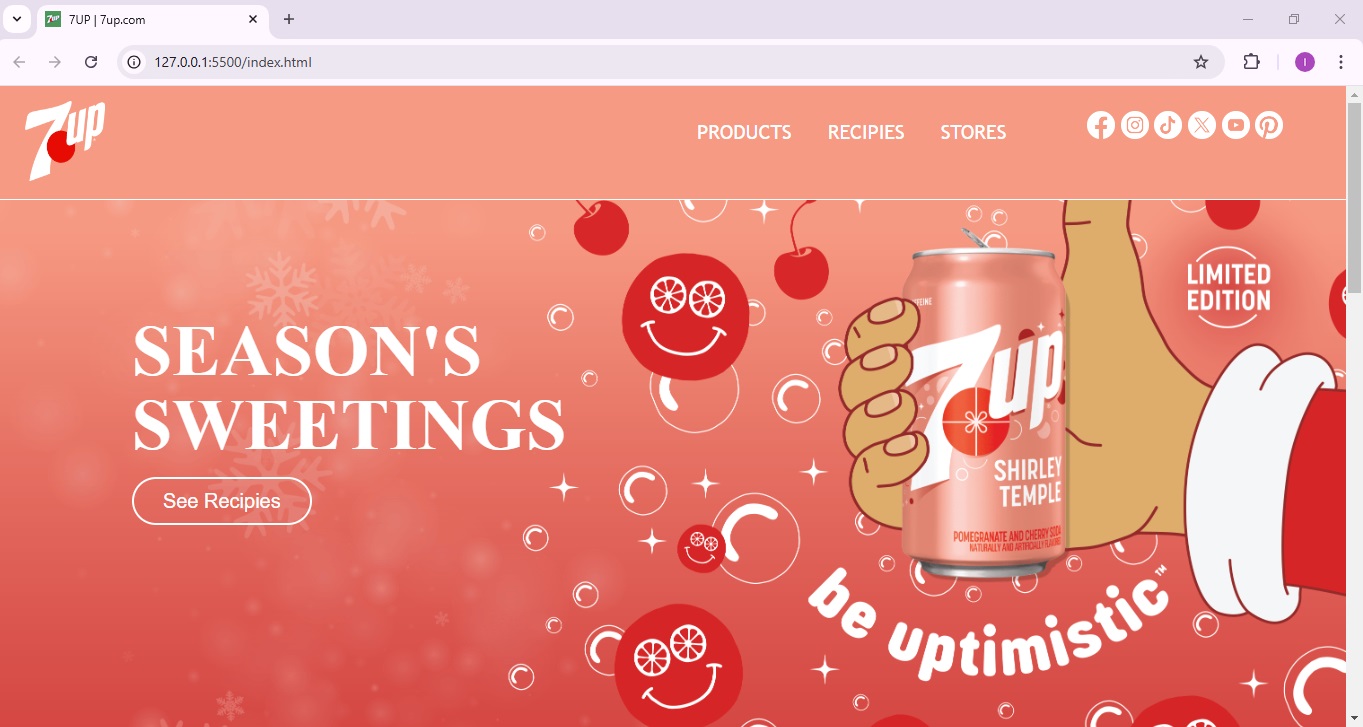 7UP | 7up.com
127.0.0.1:5500/index.html
I
7up
PRODUCTS RECIPIES STORES
LIMITED
EDITION
SEASON'S
SWEETINGS
See Recipies
7up
SHIRLEY
TEMPLE
POMEGRANATE AND CHERRY SODA
NATURALLY AND ARTIFICIALLY FLAVORED
be uptimistic™